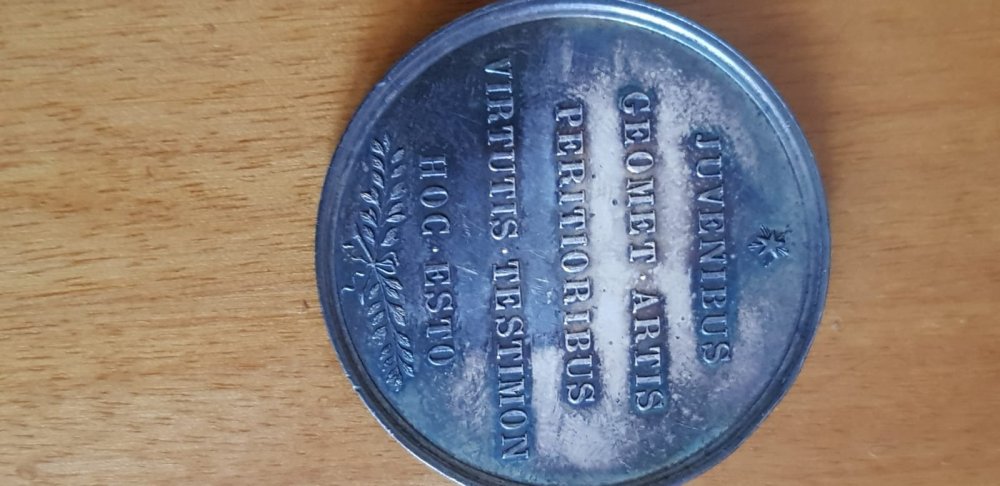 JUVENIBUS
GEOMET · ARTIS
PERITIORIBUS
VIRTUTIS · TESTIMON
HOC · ESTO